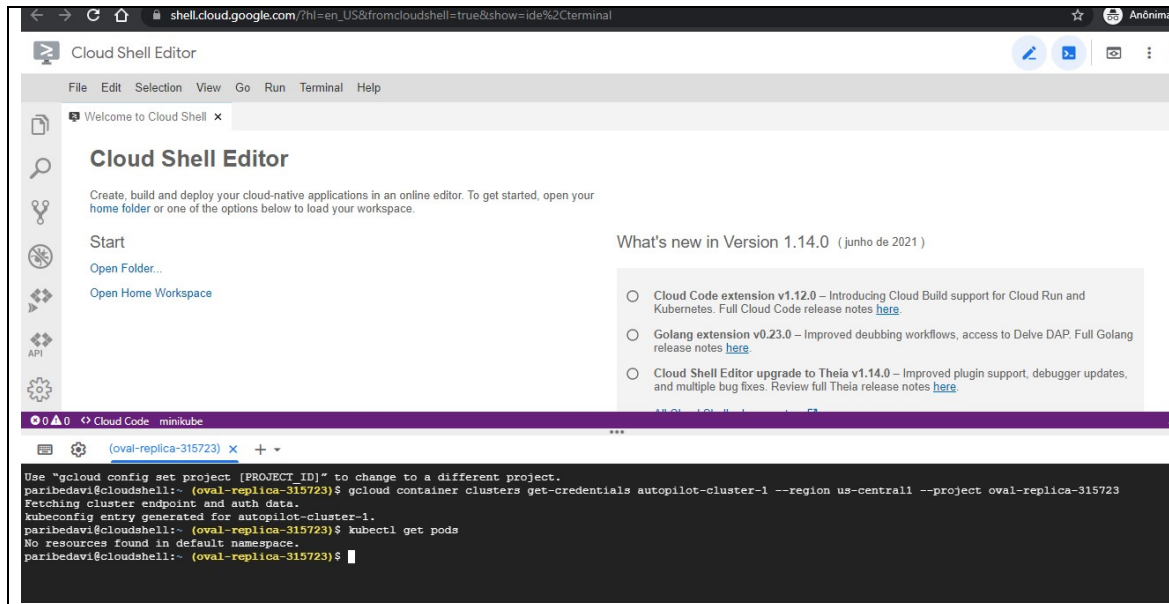 shell.cloud.google.com/?hl=en_US&fromcloudshell=true&show=ide%2Cterminal
Anônima
Cloud Shell Editor
File Edit Selection View Go Run Terminal Help
Welcome to Cloud Shell ×
Cloud Shell Editor
Create, build and deploy your cloud-native applications in an online editor. To get started, open your
home folder or one of the options below to load your workspace.
Start
Open Folder...
Open Home Workspace
What's new in Version 1.14.0 ( junho de 2021 )
Cloud Code extension v1.12.0 – Introducing Cloud Build support for Cloud Run and
Kubernetes. Full Cloud Code release notes here.
Golang extension v0.23.0 – Improved deubbing workflows, access to Delve DAP. Full Golang
release notes here.
Cloud Shell Editor upgrade to Theia v1.14.0 – Improved plugin support, debugger updates,
and multiple bug fixes. Review full Theia release notes here.
API
0 0 <> Cloud Code minikube
(oval-replica-315723) × +
Use "gcloud config set project [PROJECT_ID]" to change to a different project.
paribedavi@cloudshell:~ (oval-replica-315723)$ gcloud container clusters get-credentials autopilot-cluster-1 --region us-central1 --project oval-replica-315723
Fetching cluster endpoint and auth data.
kubeconfig entry generated for autopilot-cluster-1.
paribedavi@cloudshell:~ (oval-replica-315723)$ kubectl get pods
No resources found in default namespace.
paribedavi@cloudshell:~ (oval-replica-315723)$